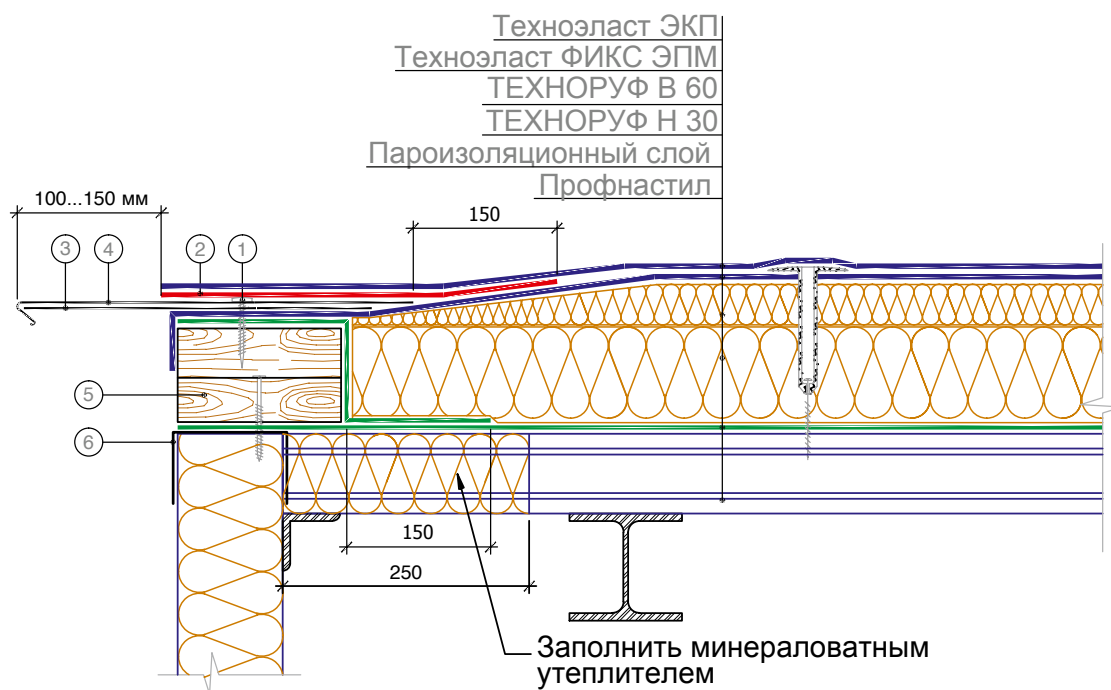 Техноэласт ЭКП
Техноэласт ФИКС ЭПМ
ТЕХНОРУФ В 60
ТЕХНОРУФ Н 30
Пароизоляционный слой
Профнастил
100...150 мм
150
3
4
2
1
5
6
150
250
Заполнить минераловатным
утеплителем